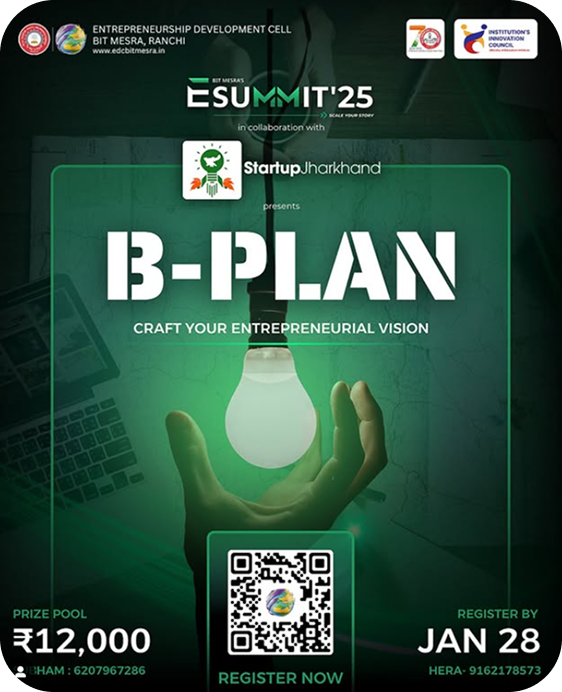 ENTREPRENEURSHIP DEVELOPMENT CELL
BIT MESRA, RANCHI
www.edcbitmesra.in
INSTITUTION'S
INNOVATION
COUNCIL
BIT MESRA'S
ESUMMIT'25
>> SCALE YOUR STORY
in collaboration with
StartupJharkhand
presents
B-PLAN
CRAFT YOUR ENTREPRENEURIAL VISION
PRIZE POOL
₹12,000
HAM : 6207967286
REGISTER NOW
REGISTER BY
JAN 28
HERA- 9162178573